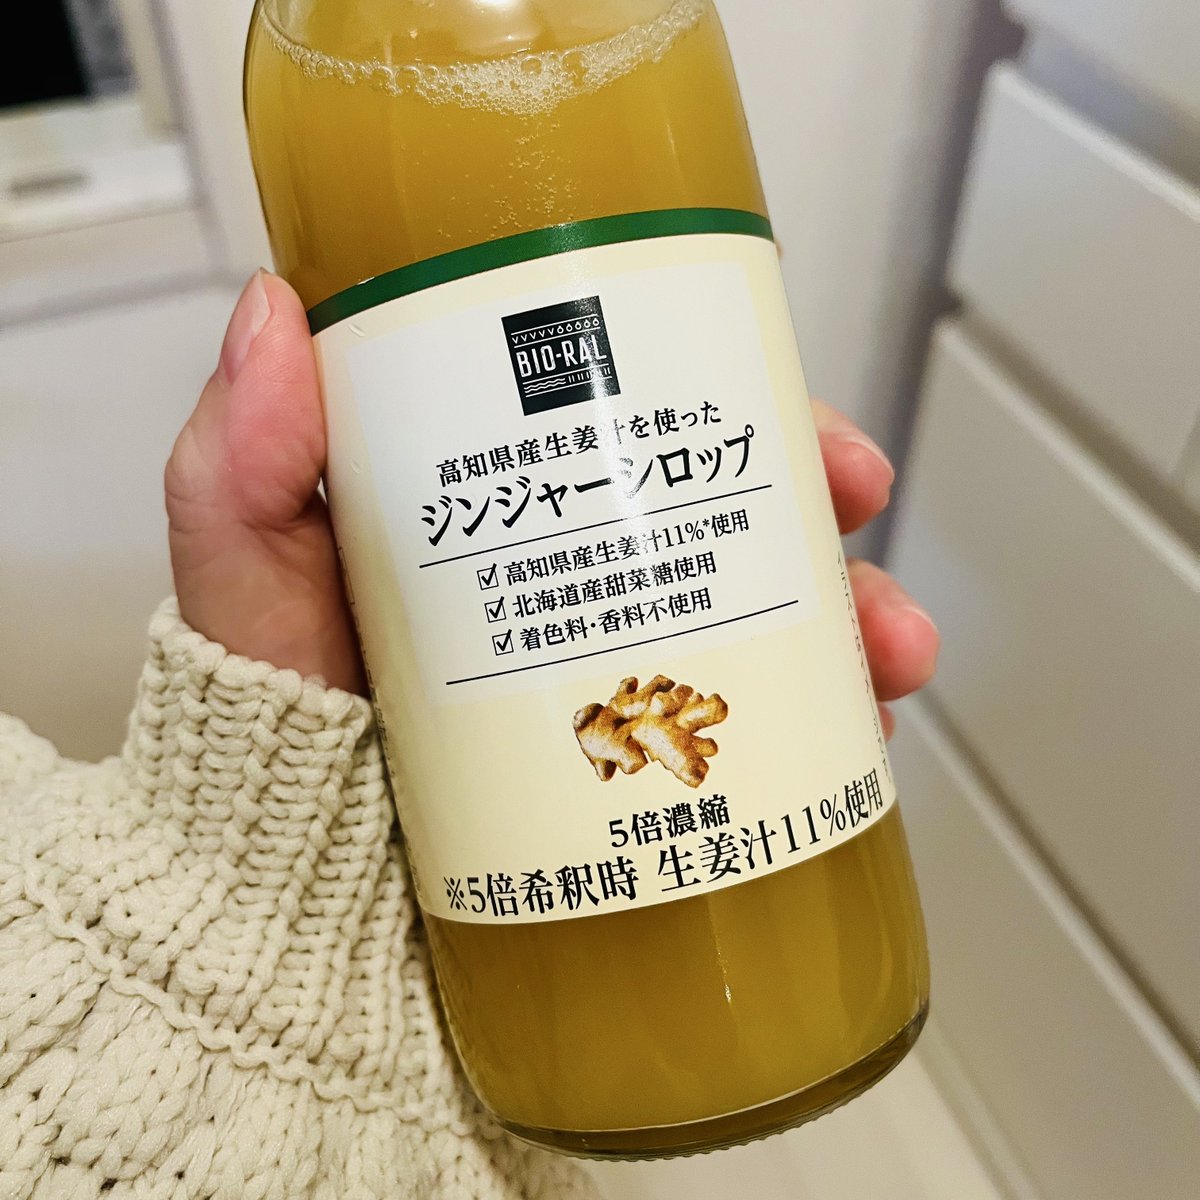 BIO-RAL
高知県産生姜汁を使った
ジンジャーシロップ
☑ 高知県産生姜汁11%*使用
☑ 北海道産甜菜糖使用
☑ 着色料・香料不使用
5倍濃縮
※5倍希釈時 生姜汁11%使用